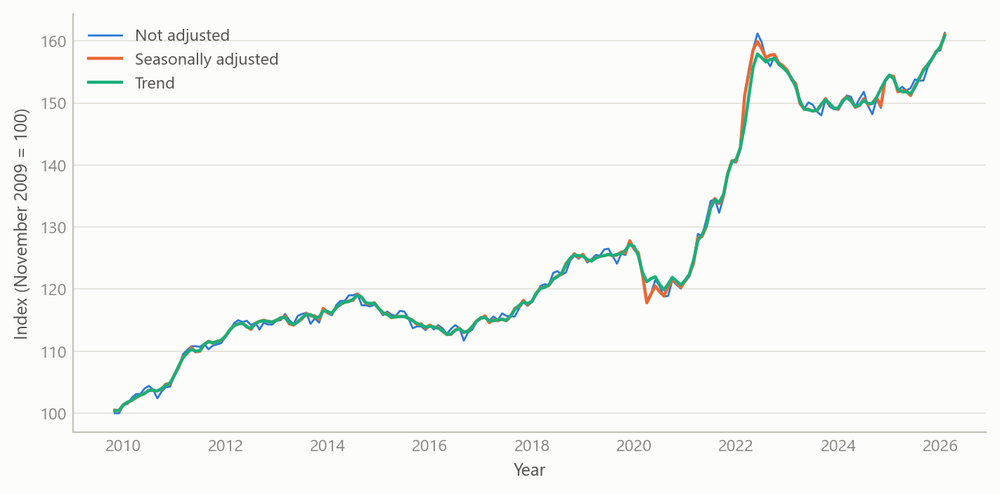 Not adjusted
Seasonally adjusted
Trend
Index (November 2009 = 100)
160
150
140
130
120
110
100
2010 2012 2014 2016 2018 2020 2022 2024 2026
Year